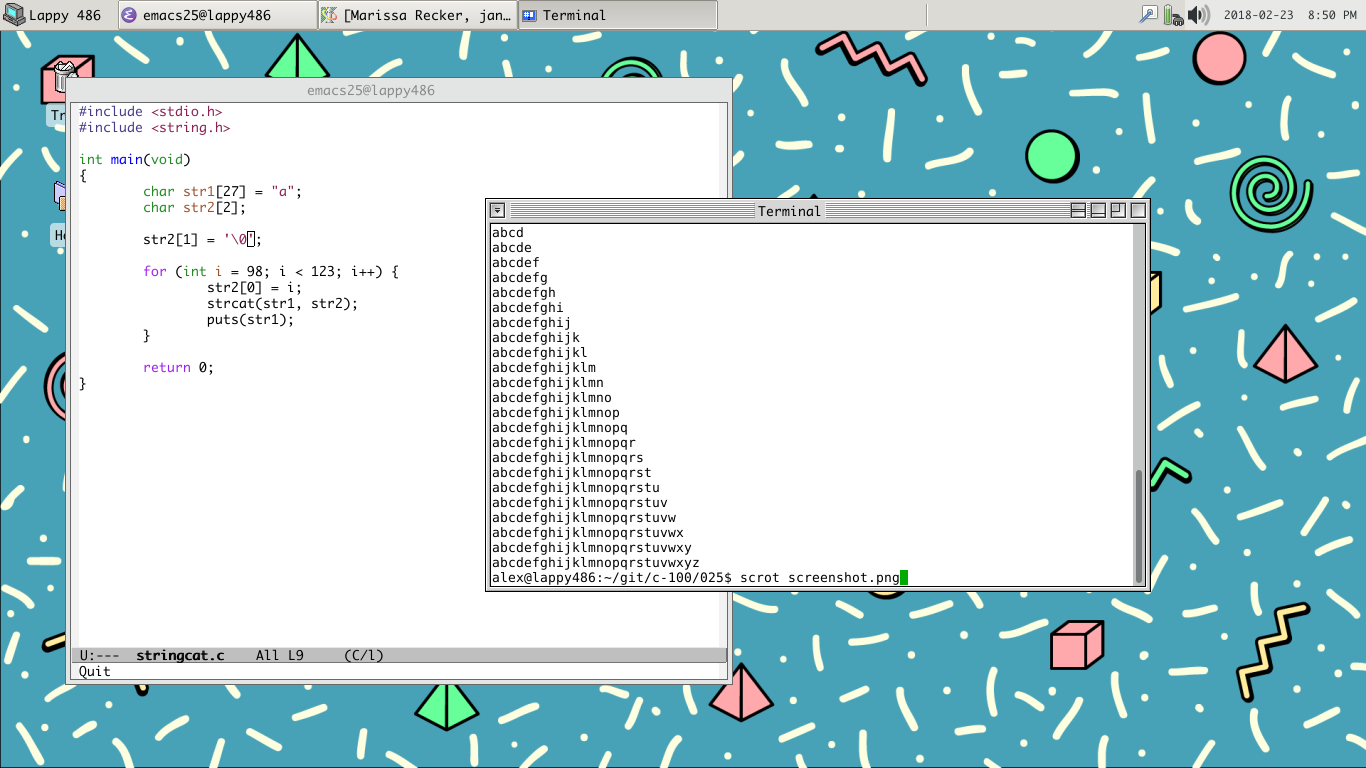 Lappy 486
emacs25@lappy486
[Marissa Recker, jan…
Terminal
2018-02-23 8:50 PM
Tr
He
emacs25@lappy486
#include <stdio.h>
#include <string.h>
int main(void)
{
char str1[27] = "a";
char str2[2];
str2[1] = '\0';
for (int i = 98; i < 123; i++) {
str2[0] = i;
strcat(str1, str2);
puts(str1);
}
return 0;
}
U:--- stringcat.c All L9 (C/l)
Quit
Terminal
abcd
abcde
abcdef
abcdefg
abcdefgh
abcdefghi
abcdefghij
abcdefghijk
abcdefghijkl
abcdefghijklm
abcdefghijklmn
abcdefghijklmno
abcdefghijklmnop
abcdefghijklmnopq
abcdefghijklmnopqr
abcdefghijklmnopqrs
abcdefghijklmnopqrst
abcdefghijklmnopqrstu
abcdefghijklmnopqrstuv
abcdefghijklmnopqrstuvw
abcdefghijklmnopqrstuvwx
abcdefghijklmnopqrstuvwxy
abcdefghijklmnopqrstuvwxyz
alex@lappy486:~/git/c-100/025$ scrot screenshot.png